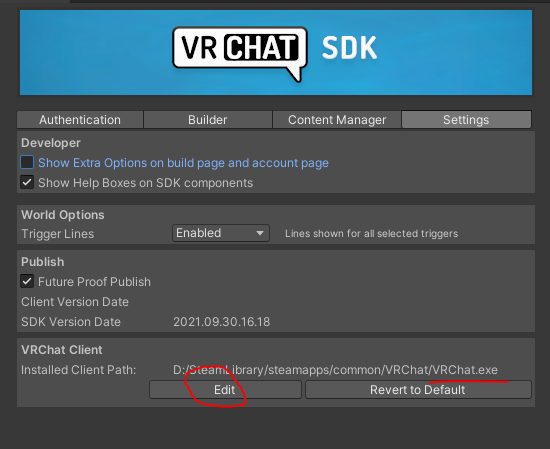 VR CHAT SDK
Authentication Builder Content Manager Settings
Developer
Show Extra Options on build page and account page
Show Help Boxes on SDK components
World Options
Trigger Lines Enabled Lines shown for all selected triggers
Publish
Future Proof Publish
Client Version Date
SDK Version Date 2021.09.30.16.18
VRChat Client
Installed Client Path: D:/SteamLibrary/steamapps/common/VRChat/VRChat.exe
Edit Revert to Default